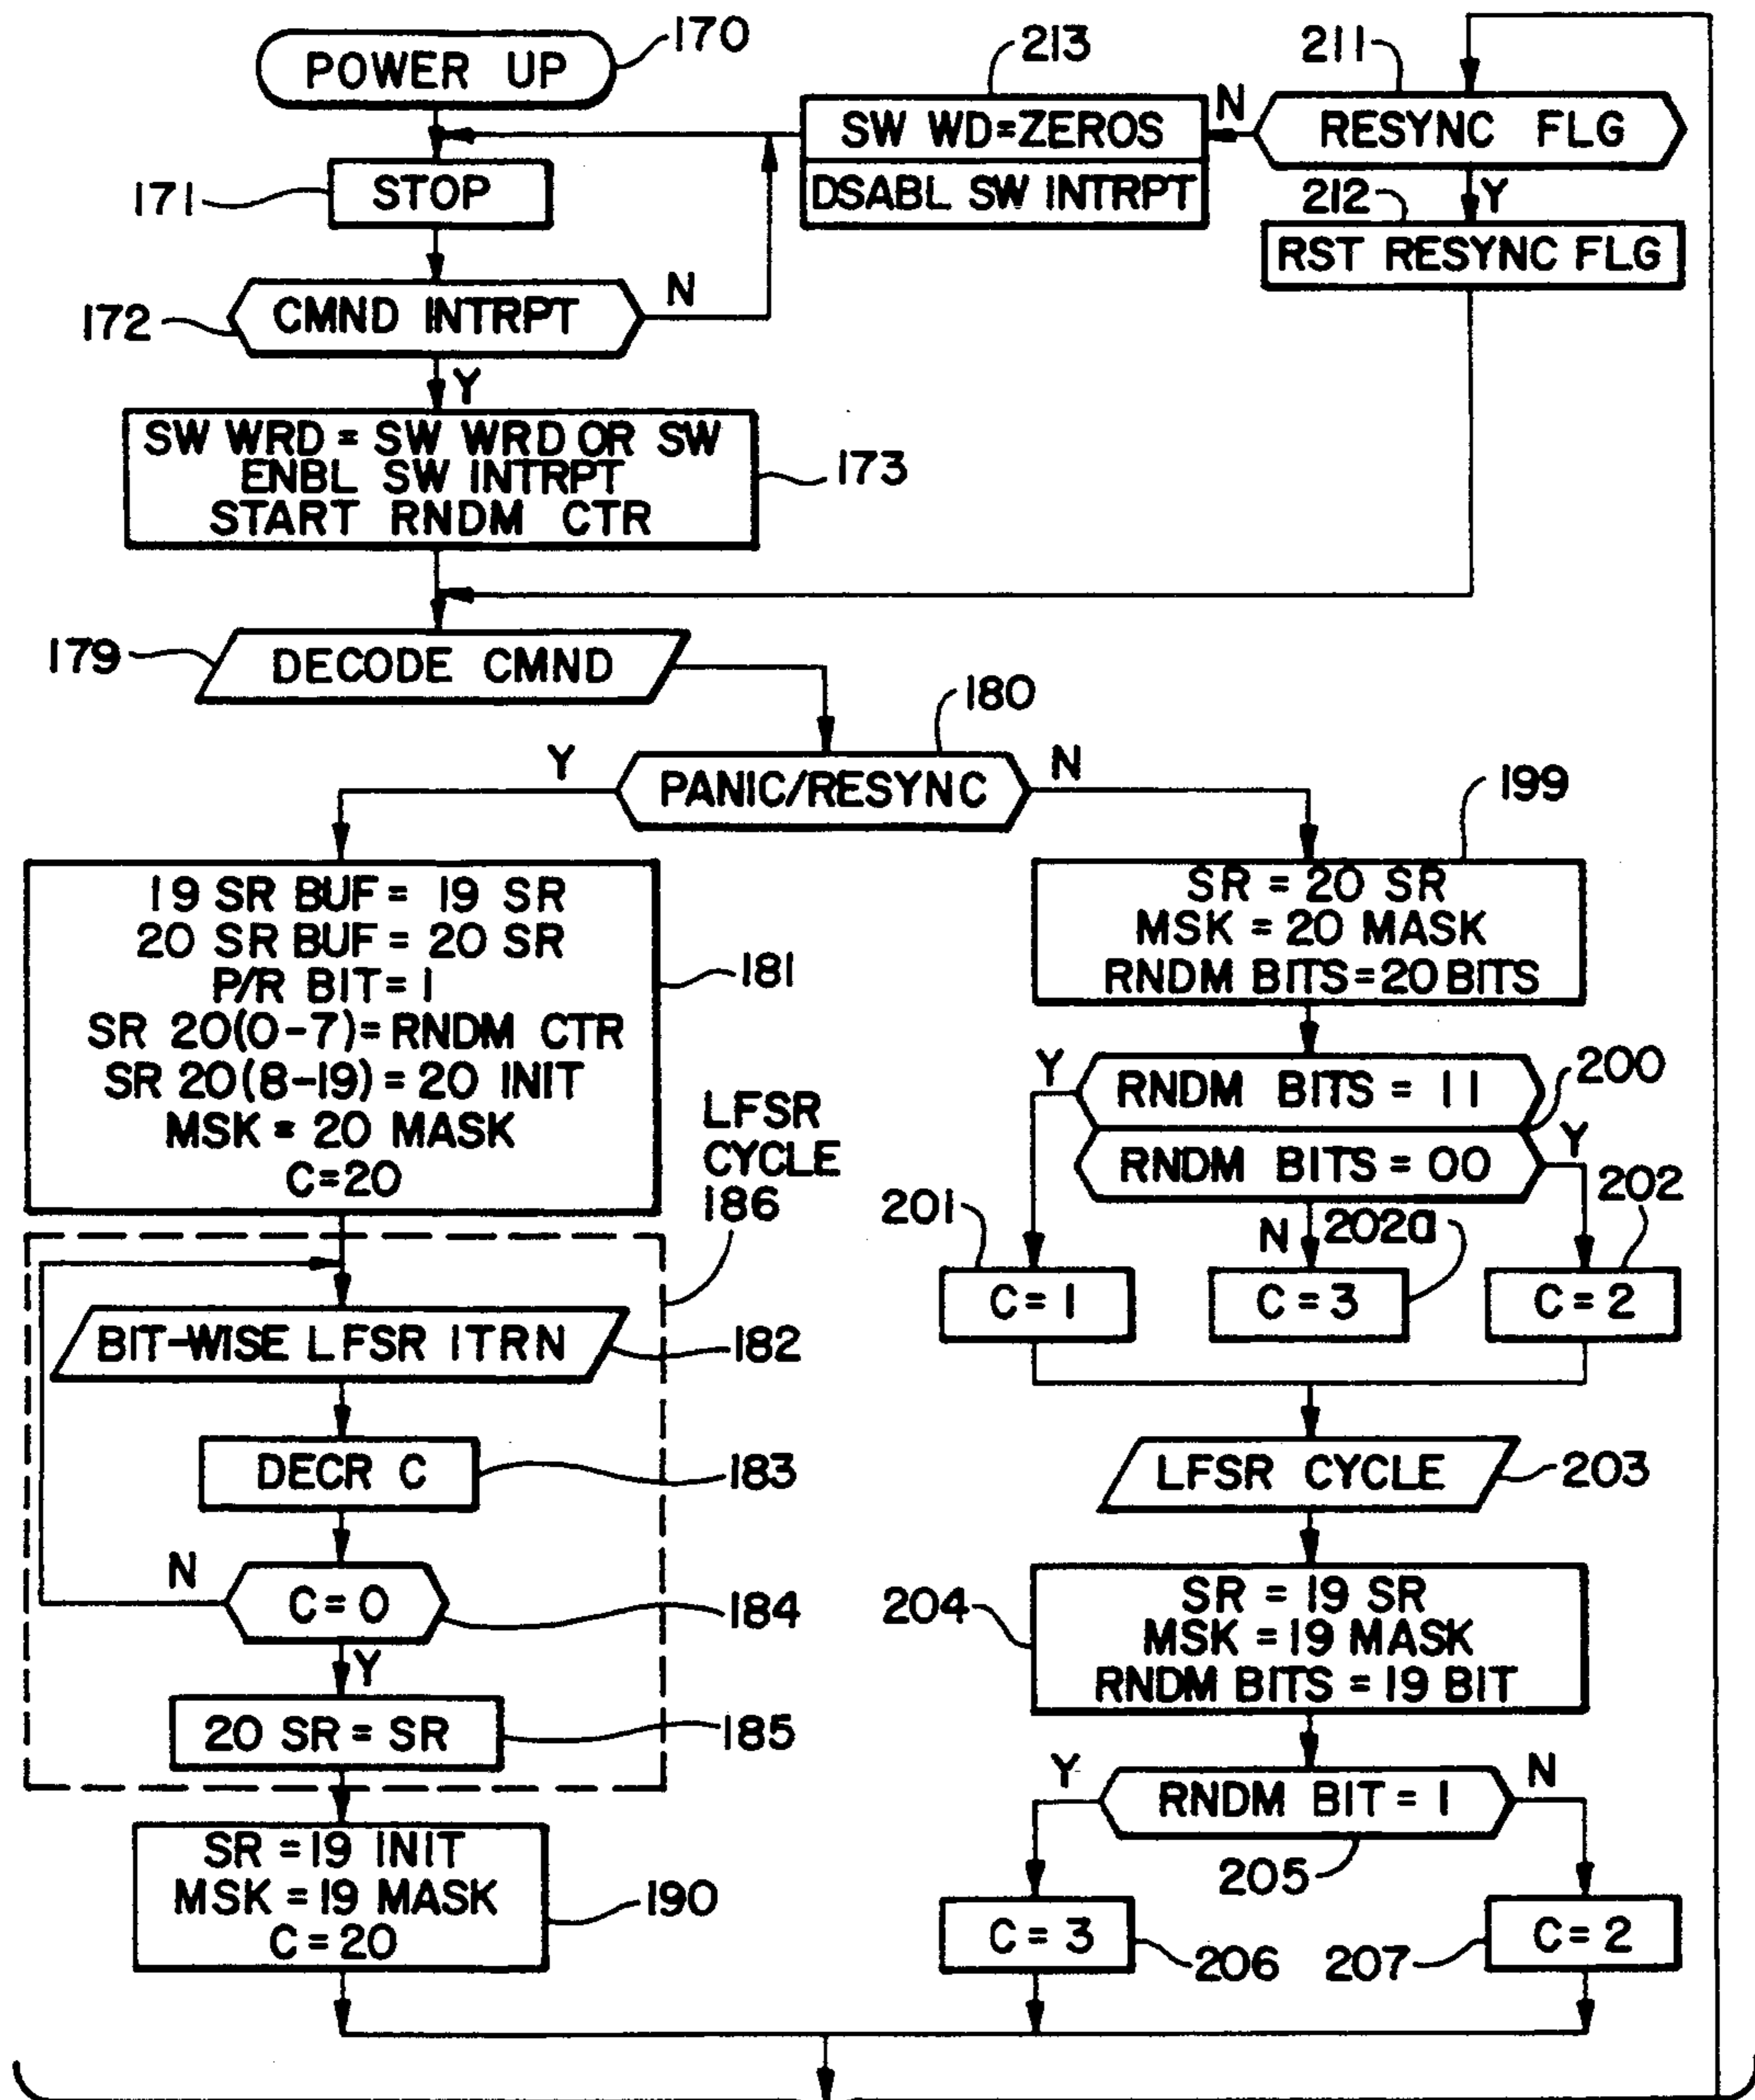 170
POWER UP
213
211
SW WD=ZEROS
N
RESYNC FLG
171
STOP
DSABL SW INTRPT
212
Y
RST RESYNC FLG
172
CMND INTRPT
N
Y
SW WRD = SW WRD OR SW
ENBL SW INTRPT
START RNDM CTR
173
179
DECODE CMND
180
Y
PANIC/RESYNC
N
199
19 SR BUF = 19 SR
20 SR BUF = 20 SR
P/R BIT = 1
SR 20(0-7)=RNDM CTR
SR 20(8-19) = 20 INIT
MSK = 20 MASK
C=20
181
SR = 20 SR
MSK = 20 MASK
RNDM BITS=20 BITS
LFSR
CYCLE
186
Y
RNDM BITS = 11
200
RNDM BITS = 00
Y
201
N
202a
202
C = 1
C = 3
C = 2
BIT-WISE LFSR ITRN
182
DECR C
183
LFSR CYCLE
203
N
C=0
184
Y
204
SR = 19 SR
MSK = 19 MASK
RNDM BITS = 19 BIT
20 SR = SR
185
Y
RNDM BIT = 1
N
205
SR = 19 INIT
MSK = 19 MASK
C=20
190
C = 3
206
207
C = 2